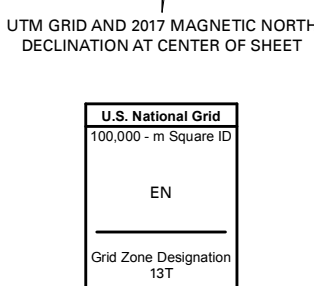 UTM GRID AND 2017 MAGNETIC NORTH
DECLINATION AT CENTER OF SHEET
U.S. National Grid
100,000 - m Square ID
EN
Grid Zone Designation
13T